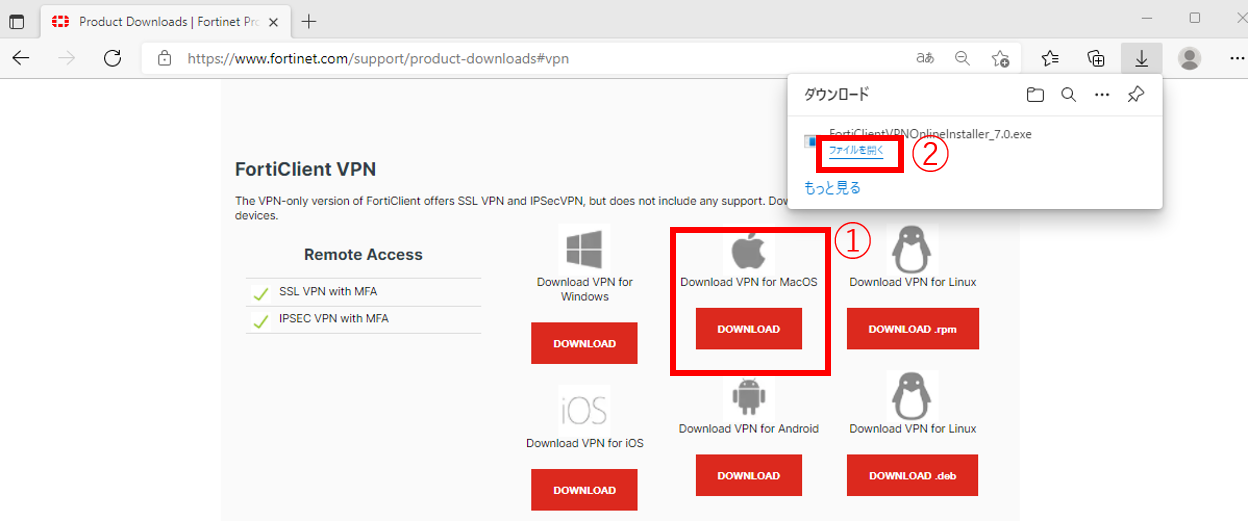 Product Downloads | Fortinet Pro
https://www.fortinet.com/support/product-downloads#vpn
aあ
ダウンロード
FortiClientVPNOnlineInstaller_7.0.exe
ファイルを開く
②
もっと見る
FortiClient VPN
The VPN-only version of FortiClient offers SSL VPN and IPSecVPN, but does not include any support. Dow
devices.
Remote Access
SSL VPN with MFA
IPSEC VPN with MFA
①
Download VPN for
Windows
DOWNLOAD
Download VPN for MacOS
DOWNLOAD
Download VPN for Linux
DOWNLOAD .rpm
iOS
Download VPN for iOS
DOWNLOAD
Download VPN for Android
DOWNLOAD
Download VPN for Linux
DOWNLOAD .deb